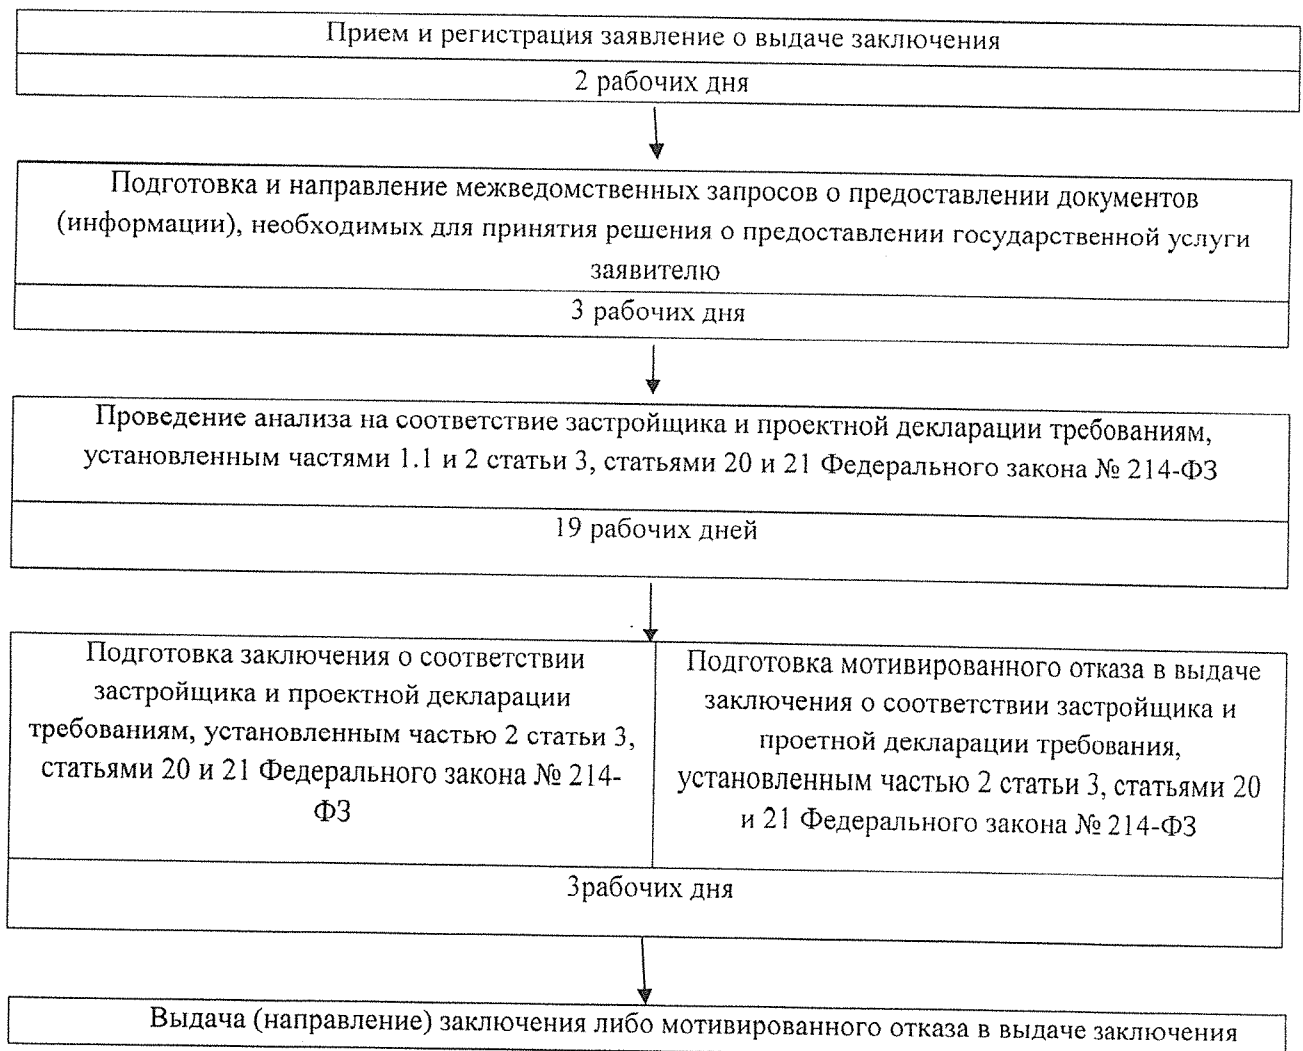 Прием и регистрация заявление о выдаче заключения
2 рабочих дня
Подготовка и направление межведомственных запросов о предоставлении документов
(информации), необходимых для принятия решения о предоставлении государственной услуги
заявителю
3 рабочих дня
Проведение анализа на соответствие застройщика и проектной декларации требованиям,
установленным частями 1.1 и 2 статьи 3, статьями 20 и 21 Федерального закона № 214-ФЗ
19 рабочих дней
Подготовка заключения о соответствии
застройщика и проектной декларации
требованиям, установленным частью 2 статьи 3,
статьями 20 и 21 Федерального закона № 214-
ФЗ
Подготовка мотивированного отказа в выдаче
заключения о соответствии застройщика и
проетной декларации требования,
установленным частью 2 статьи 3, статьями 20
и 21 Федерального закона № 214-ФЗ
3рабочих дня
Выдача (направление) заключения либо мотивированного отказа в выдаче заключения